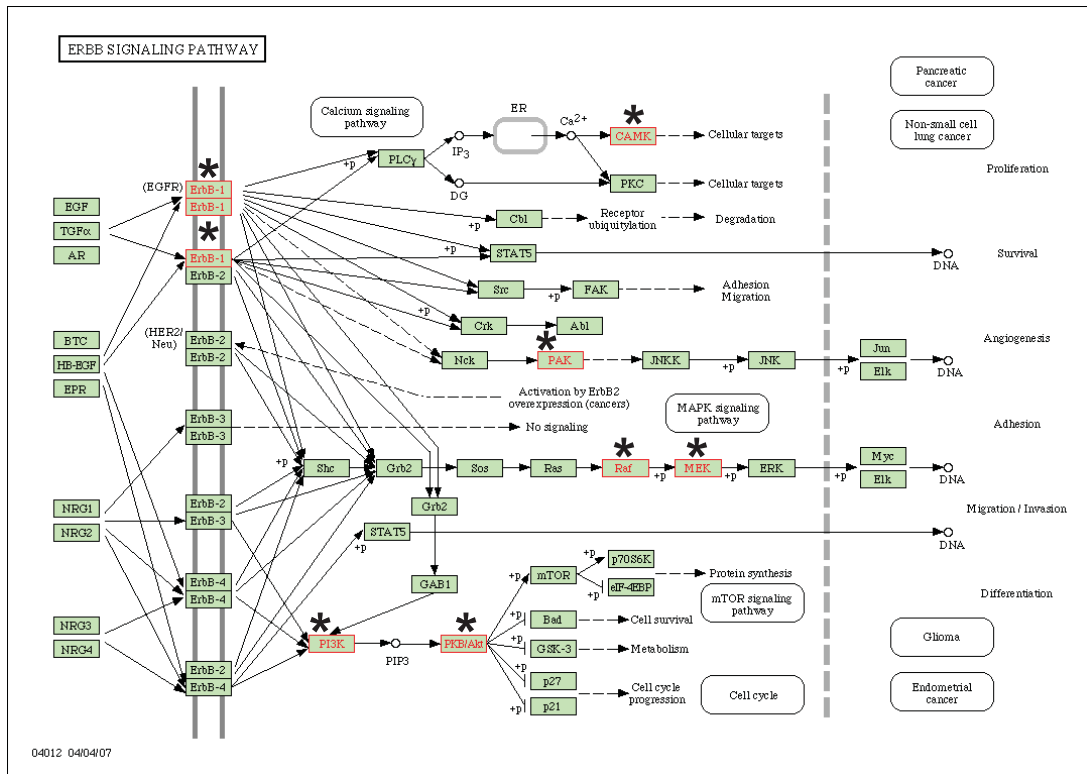 ERBB SIGNALING PATHWAY
Calcium signaling
pathway
ER
Ca2+
IP3
DG
PLCγ
+p
*
CAMK
Cellular targets
PKC
Cellular targets
Pancreatic
cancer
Non-small cell
lung cancer
Proliferation
*
(EGFR)
ErbB-1
ErbB-1
EGF
TGFα
AR
*
ErbB-1
ErbB-2
Cbl
+p
Receptor
ubiquitylation
Degradation
STAT5
+p
DNA
Survival
Src
+p
FAK
Adhesion
Migration
+p
Crk
Abl
BTC
HB-EGF
EPR
(HER2/
Neu)
ErbB-2
ErbB-2
Nck
*
PAK
JNKK
+p
JNK
+p
Jun
Elk
DNA
Angiogenesis
Activation by ErbB2
overexpression (cancers)
MAPK signaling
pathway
ErbB-3
ErbB-3
No signaling
Adhesion
+p
Shc
Grb2
Sos
Ras
*
Raf
+p
*
MEK
+p
ERK
+p
Myc
Elk
DNA
NRG1
NRG2
ErbB-2
ErbB-3
Grb2
STAT5
+p
DNA
Migration / Invasion
ErbB-4
ErbB-4
GAB1
+p
mTOR
+p
p70S6K
+p
eIF-4EBP
Protein synthesis
mTOR signaling
pathway
Differentiation
NRG3
NRG4
*
PI3K
PIP3
*
PKB/Akt
+p
Bad
Cell survival
+p
GSK-3
Metabolism
Glioma
ErbB-2
ErbB-4
+p
p27
+p
p21
Cell cycle
progression
Cell cycle
Endometrial
cancer
04012 04/04/07